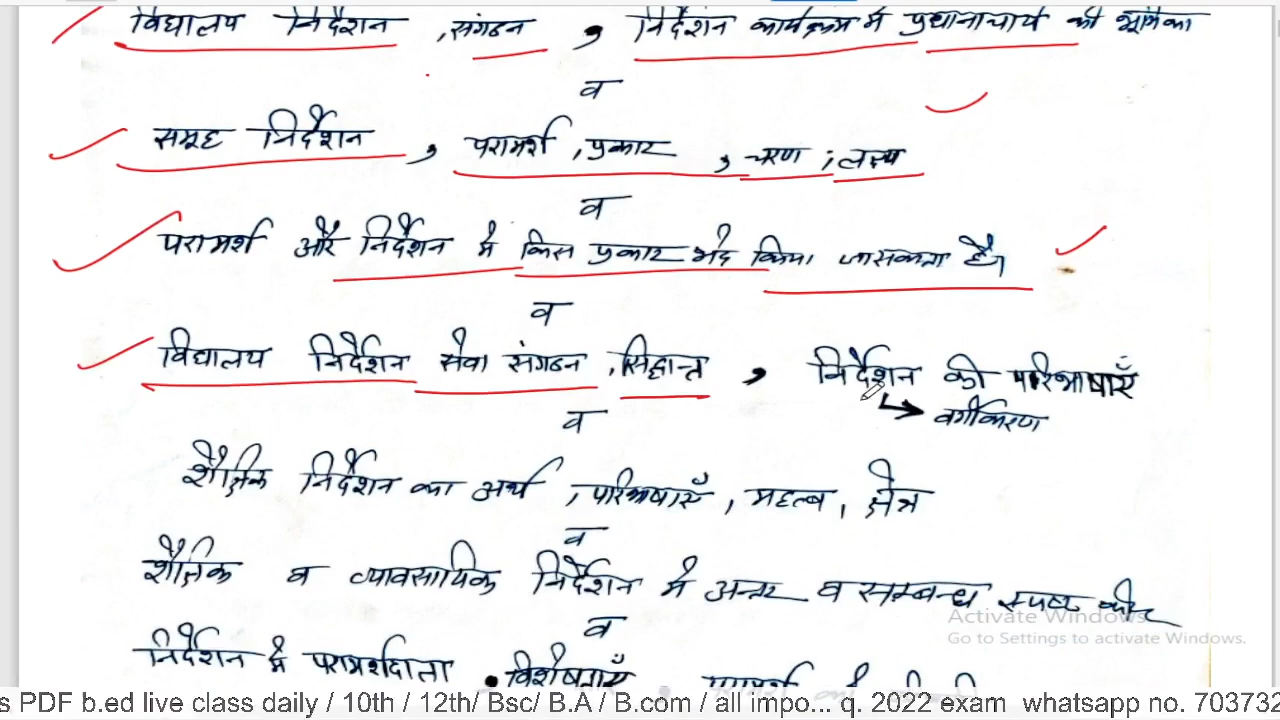 विद्यालय निर्देशन , संगठन , निर्देशन कार्यक्रम में प्रधानाचार्य की भूमिका
व
समूह निर्देशन , परामर्श , प्रकार , चरण , लक्ष्य
व
परामर्श और निर्देशन में किस प्रकार भेद किया जासकता है।
व
विद्यालय निर्देशन सेवा संगठन , सिद्धान्त , निर्देशन की परिभाषाएँ
वर्गीकरण
व
शैक्षिक निर्देशन का अर्थ , परिभाषाएँ , महत्व , क्षेत्र
व
शैक्षिक व व्यावसायिक निर्देशन में अन्तर व सम्बन्ध स्पष्ट
Activate Windows
Go to Settings to activate Windows.
व
निर्देशन में परामर्शदाता . विशेषताएँ
s PDF b.ed live class daily / 10th / 12th/ Bsc/ B.A / B.com / all impo... q. 2022 exam whatsapp no. 703732